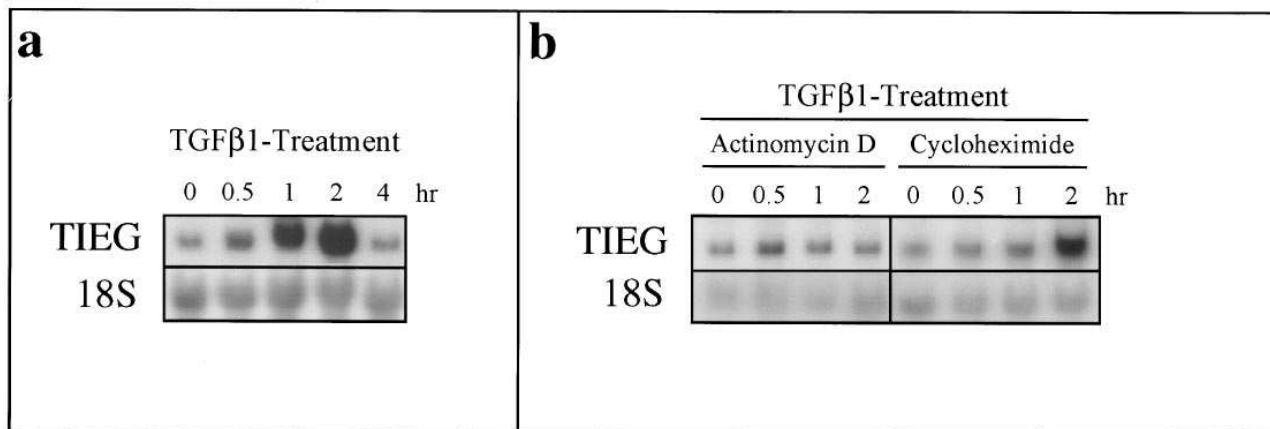 a
TGFβ1-Treatment
0 0.5 1 2 4 hr
TIEG
18S
b
TGFβ1-Treatment
Actinomycin D Cycloheximide
0 0.5 1 2 0 0.5 1 2 hr
TIEG
18S